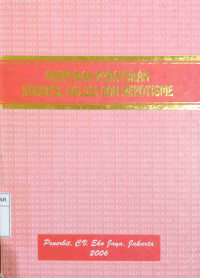 HIMPUNAN PERATURAN
KORUPSI, KOLUSI DAN NEPOTISME
Penerbit, CV. Eko Jaya, Jakarta
2006